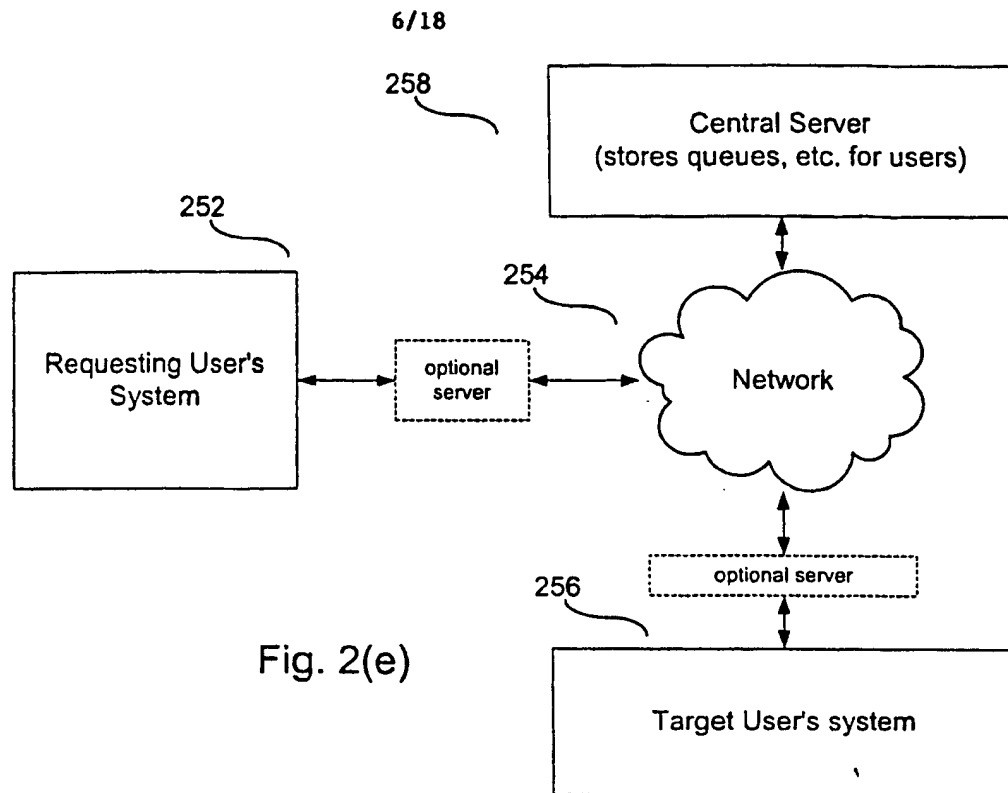 6/18
258
Central Server
(stores queues, etc. for users)
252
254
Requesting User's
System
optional
server
Network
optional server
256
Fig. 2(e)
Target User's system